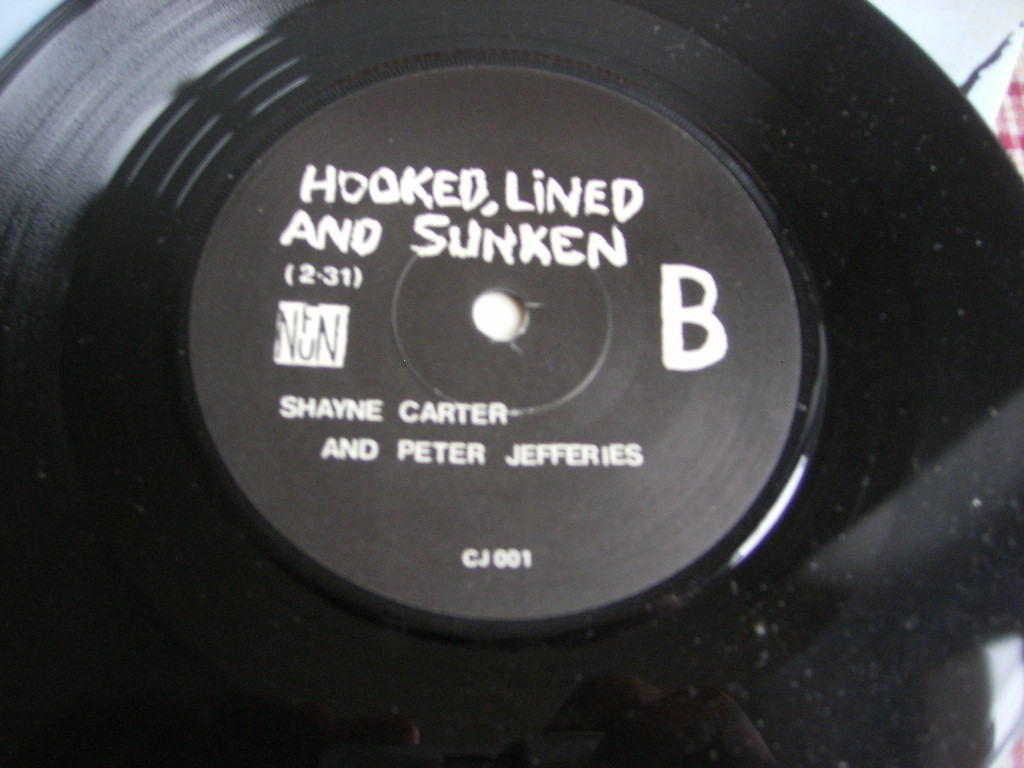 HOOKED, LiNED
AND SUNKEN
(2-31)
B
NUN
SHAYNE CARTER
AND PETER JEFFERIES
CJ 001